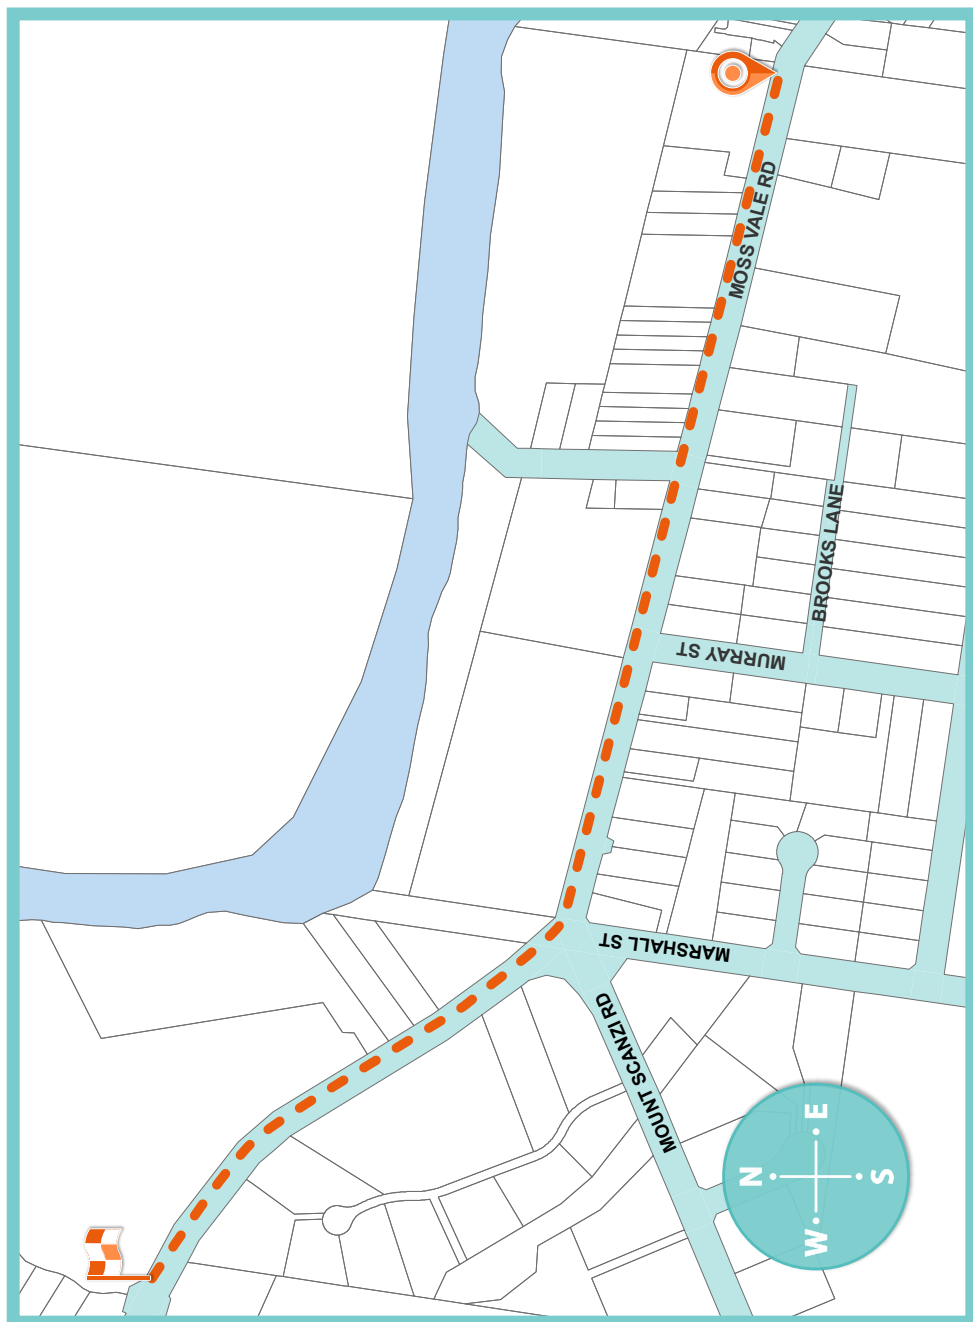 MOSS VALE RD
BROOKS LANE
MURRAY ST
MARSHALL ST
MOUNT SCANZI RD
N
E
S
W